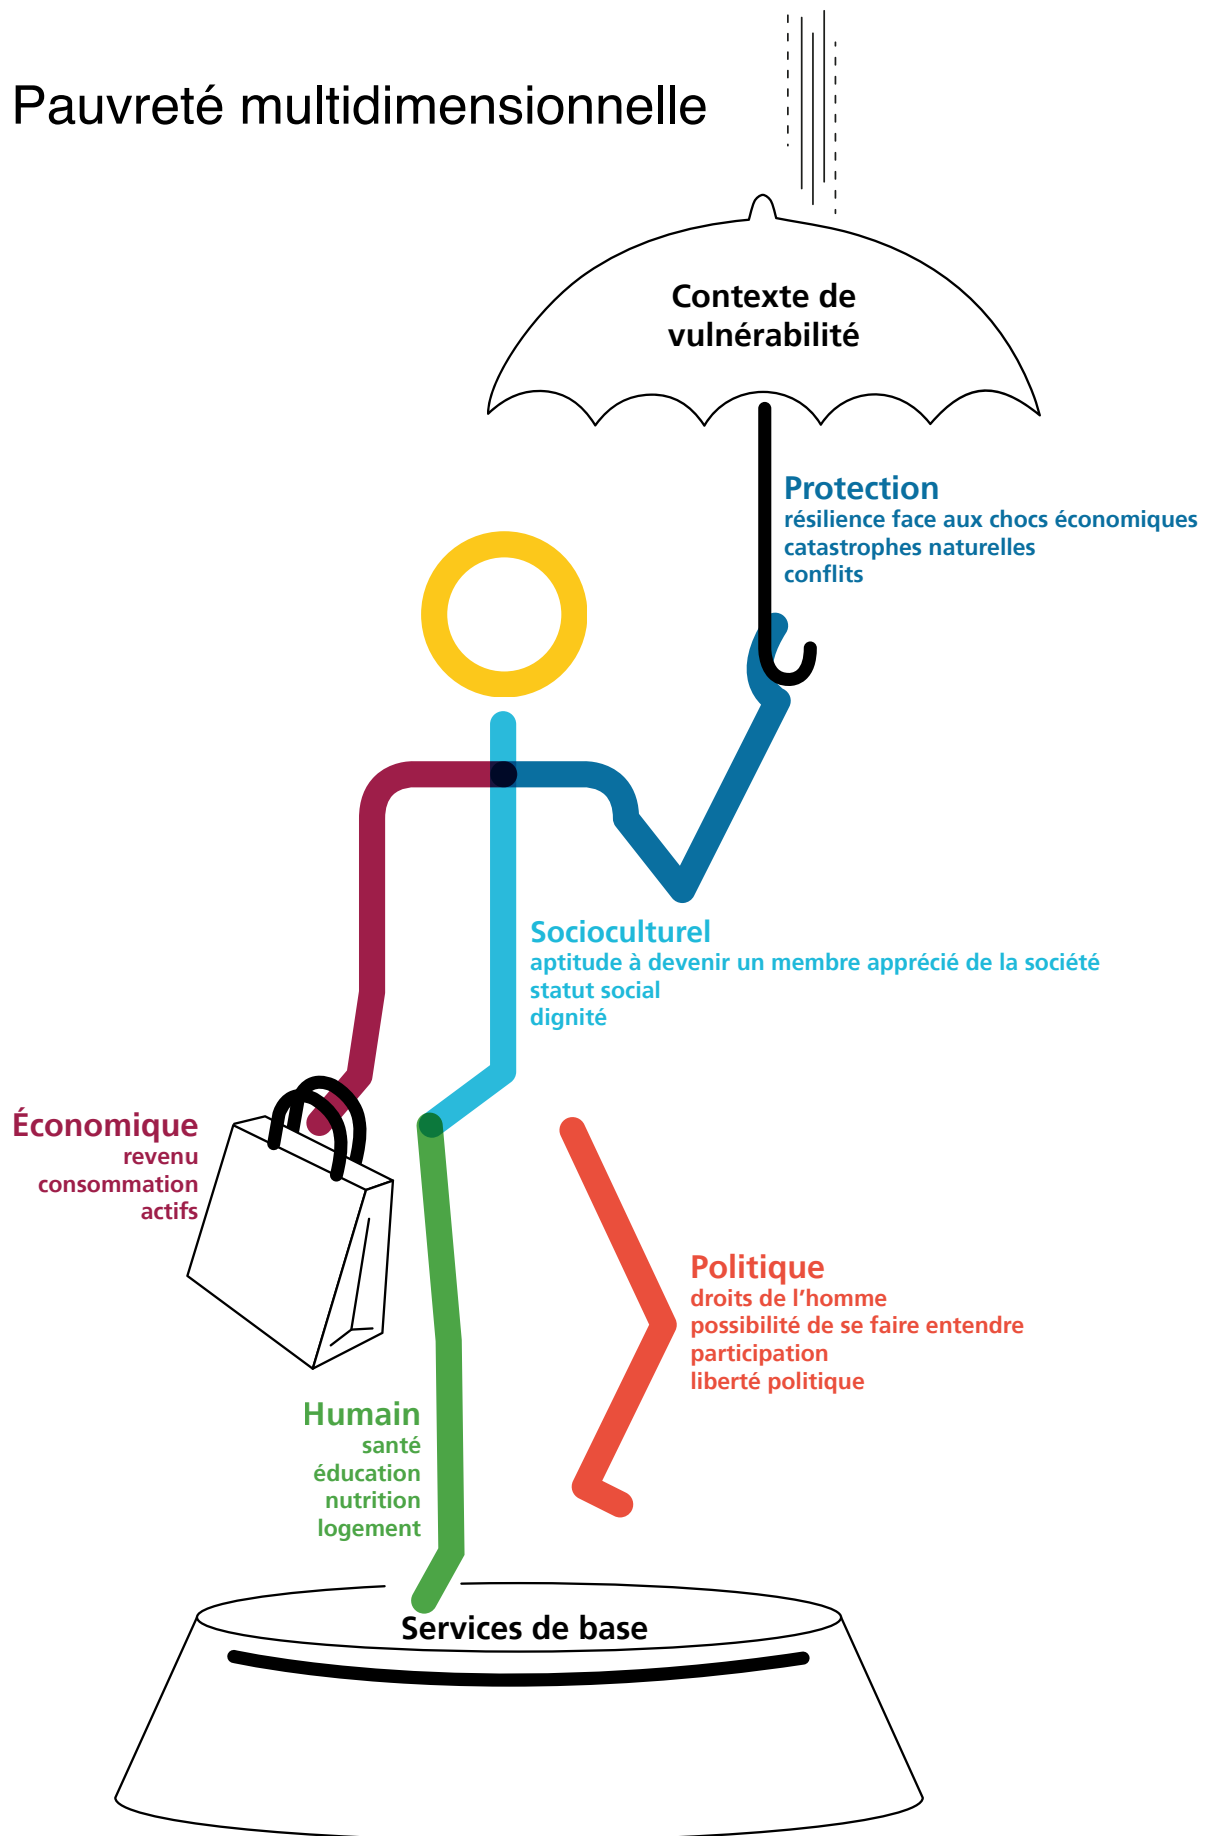 Pauvreté multidimensionnelle
Contexte de
vulnérabilité
Protection
résilience face aux chocs économiques
catastrophes naturelles
conflits
Socioculturel
aptitude à devenir un membre apprécié de la société
statut social
dignité
Économique
revenu
consommation
actifs
Politique
droits de l’homme
possibilité de se faire entendre
participation
liberté politique
Humain
santé
éducation
nutrition
logement
Services de base